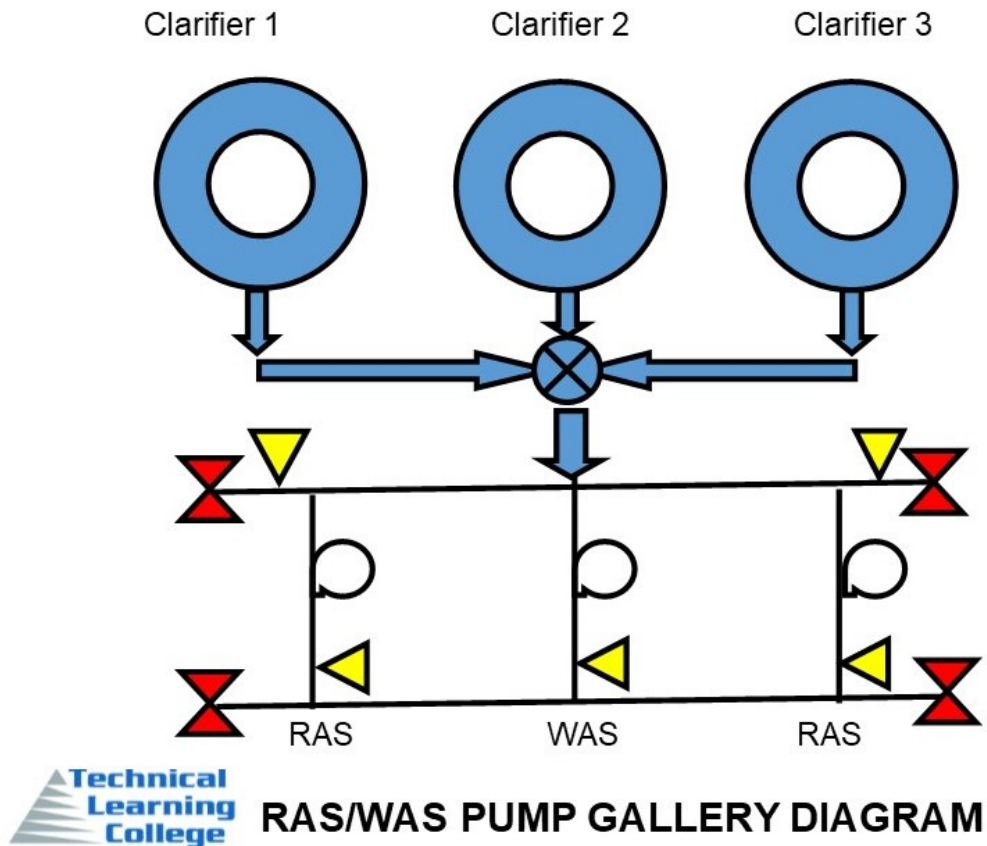 Clarifier 1
Clarifier 2
Clarifier 3
RAS
WAS
RAS
Technical
Learning
College
RAS/WAS PUMP GALLERY DIAGRAM